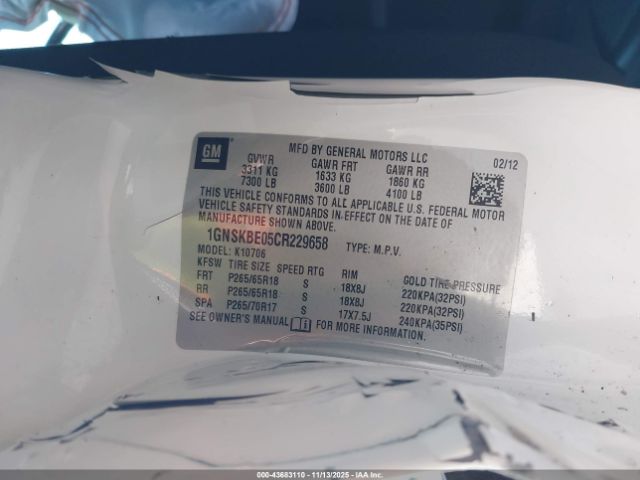 GM
MFD BY GENERAL MOTORS LLC
02/12
GVWR GAWR FRT GAWR RR
3311 KG 1633 KG 1860 KG
7300 LB 3600 LB 4100 LB
THIS VEHICLE CONFORMS TO ALL APPLICABLE U.S. FEDERAL MOTOR
VEHICLE SAFETY STANDARDS IN EFFECT ON THE DATE OF
MANUFACTURE SHOWN ABOVE.
1GNSKBE05CR229658 TYPE: M.P.V.
MODEL: K10706
KFSW TIRE SIZE SPEED RTG RIM COLD TIRE PRESSURE
FRT P265/65R18 S 18X8J 220KPA(32PSI)
RR P265/65R18 S 18X8J 220KPA(32PSI)
SPA P265/70R17 S 17X7.5J 240KPA(35PSI)
SEE OWNER'S MANUAL FOR MORE INFORMATION.
000-43683110 - 11/13/2025 - IAA Inc.